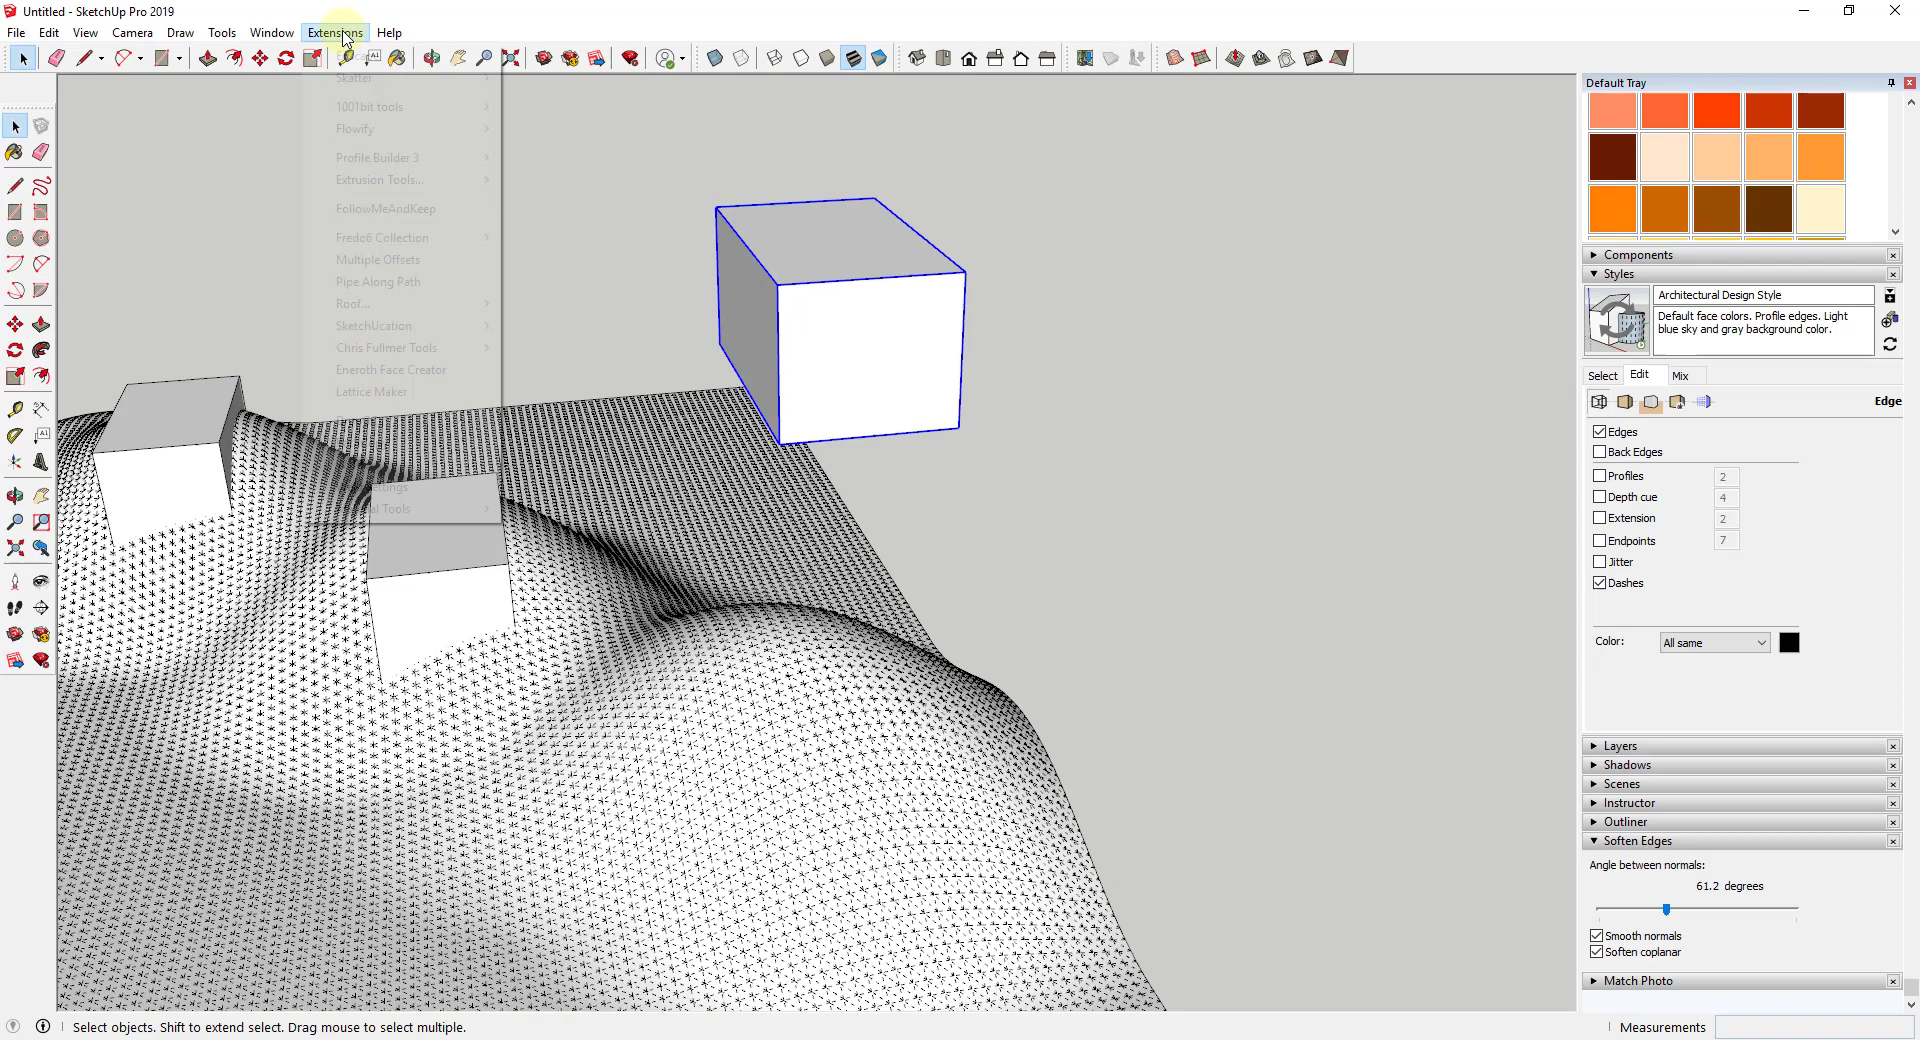 Untitled - SketchUp Pro 2019
File Edit View Camera Draw Tools Window Extensions Help
Skatter
1001bit tools
Flowify
Profile Builder 3
Extrusion Tools...
FollowMeAndKeep
Fredo6 Collection
Multiple Offsets
Pipe Along Path
Roof...
SketchUcation
Chris Fullmer Tools
Eneroth Face Creator
Lattice Maker
Tools
Default Tray
Components
Styles
Architectural Design Style
Default face colors. Profile edges. Light
blue sky and gray background color.
Select Edit Mix
Edge
Edges
Back Edges
Profiles 2
Depth cue 4
Extension 2
Endpoints 7
Jitter
Dashes
Color: All same
Layers
Shadows
Scenes
Instructor
Outliner
Soften Edges
Angle between normals:
61.2 degrees
Smooth normals
Soften coplanar
Match Photo
Select objects. Shift to extend select. Drag mouse to select multiple.
Measurements